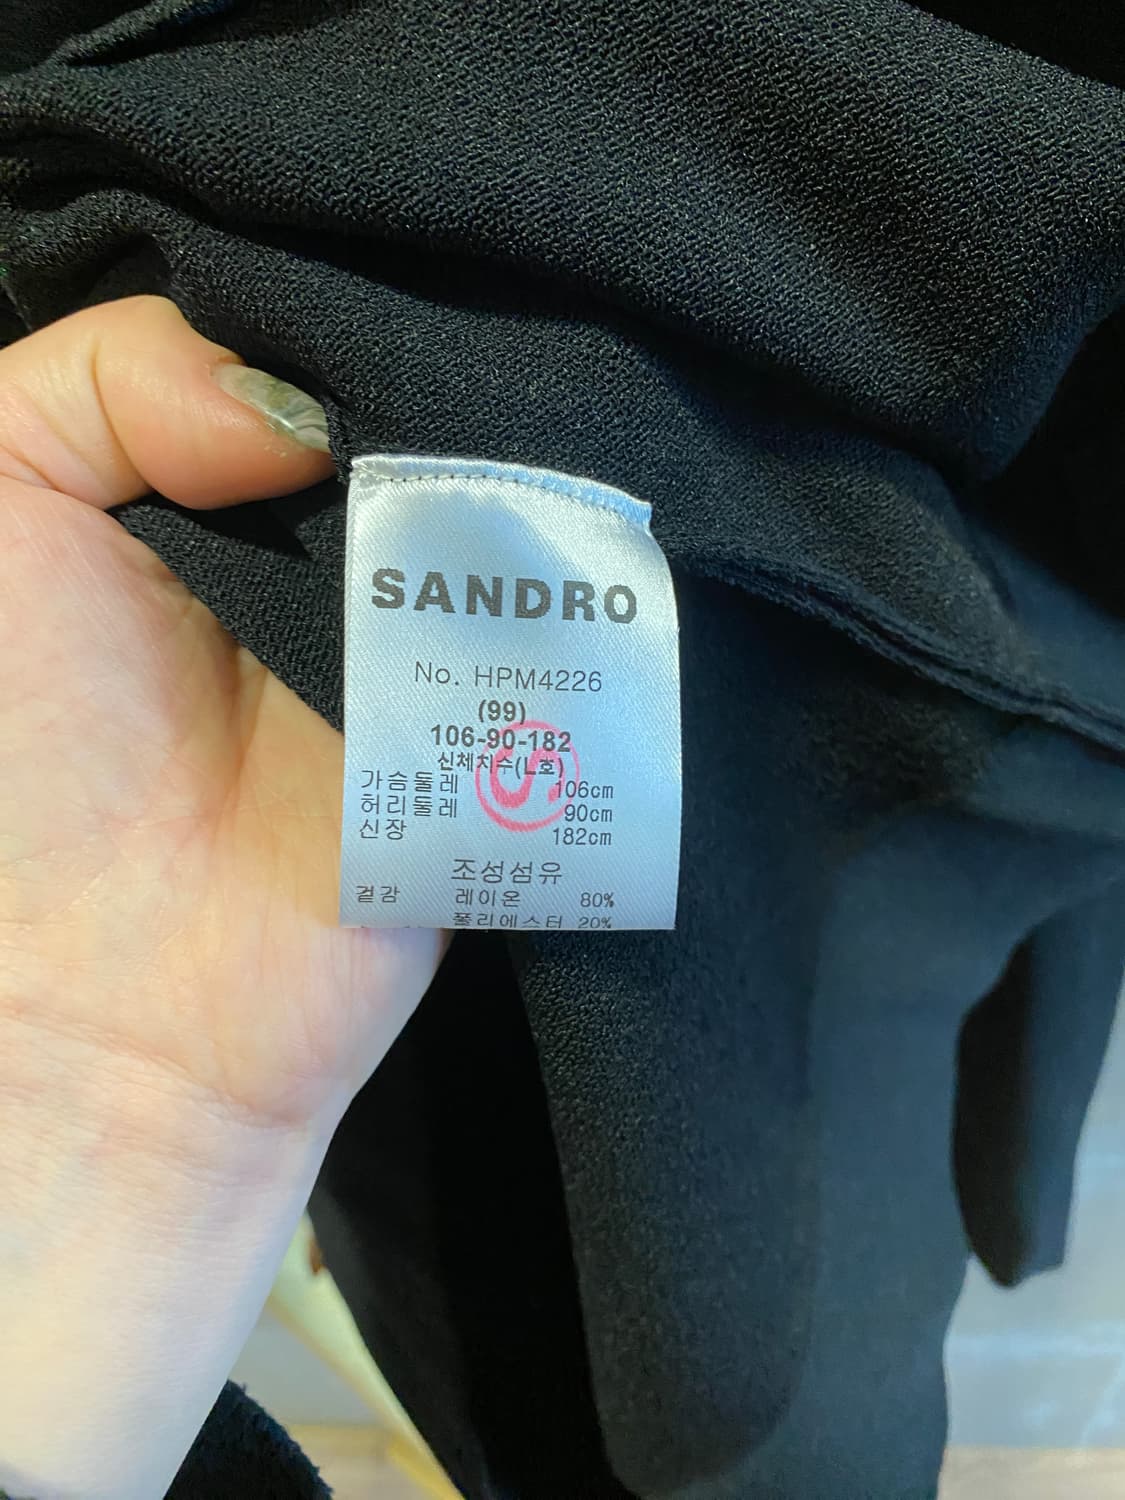 SANDRO
No. HPM4226
(99)
106-90-182
신체치수(L호)
가슴둘레 106cm
허리둘레 90cm
신장 182cm
조성섬유
겉감 레이온 80%
폴리에스터 20%